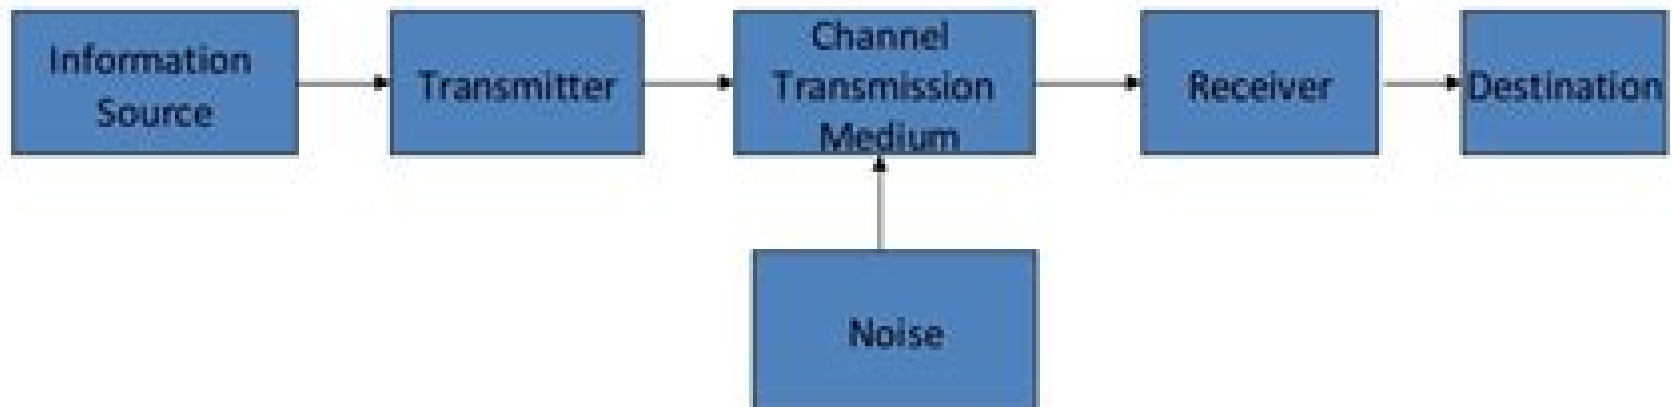 Information
Source
Transmitter
Channel
Transmission
Medium
Receiver
Destination
Noise